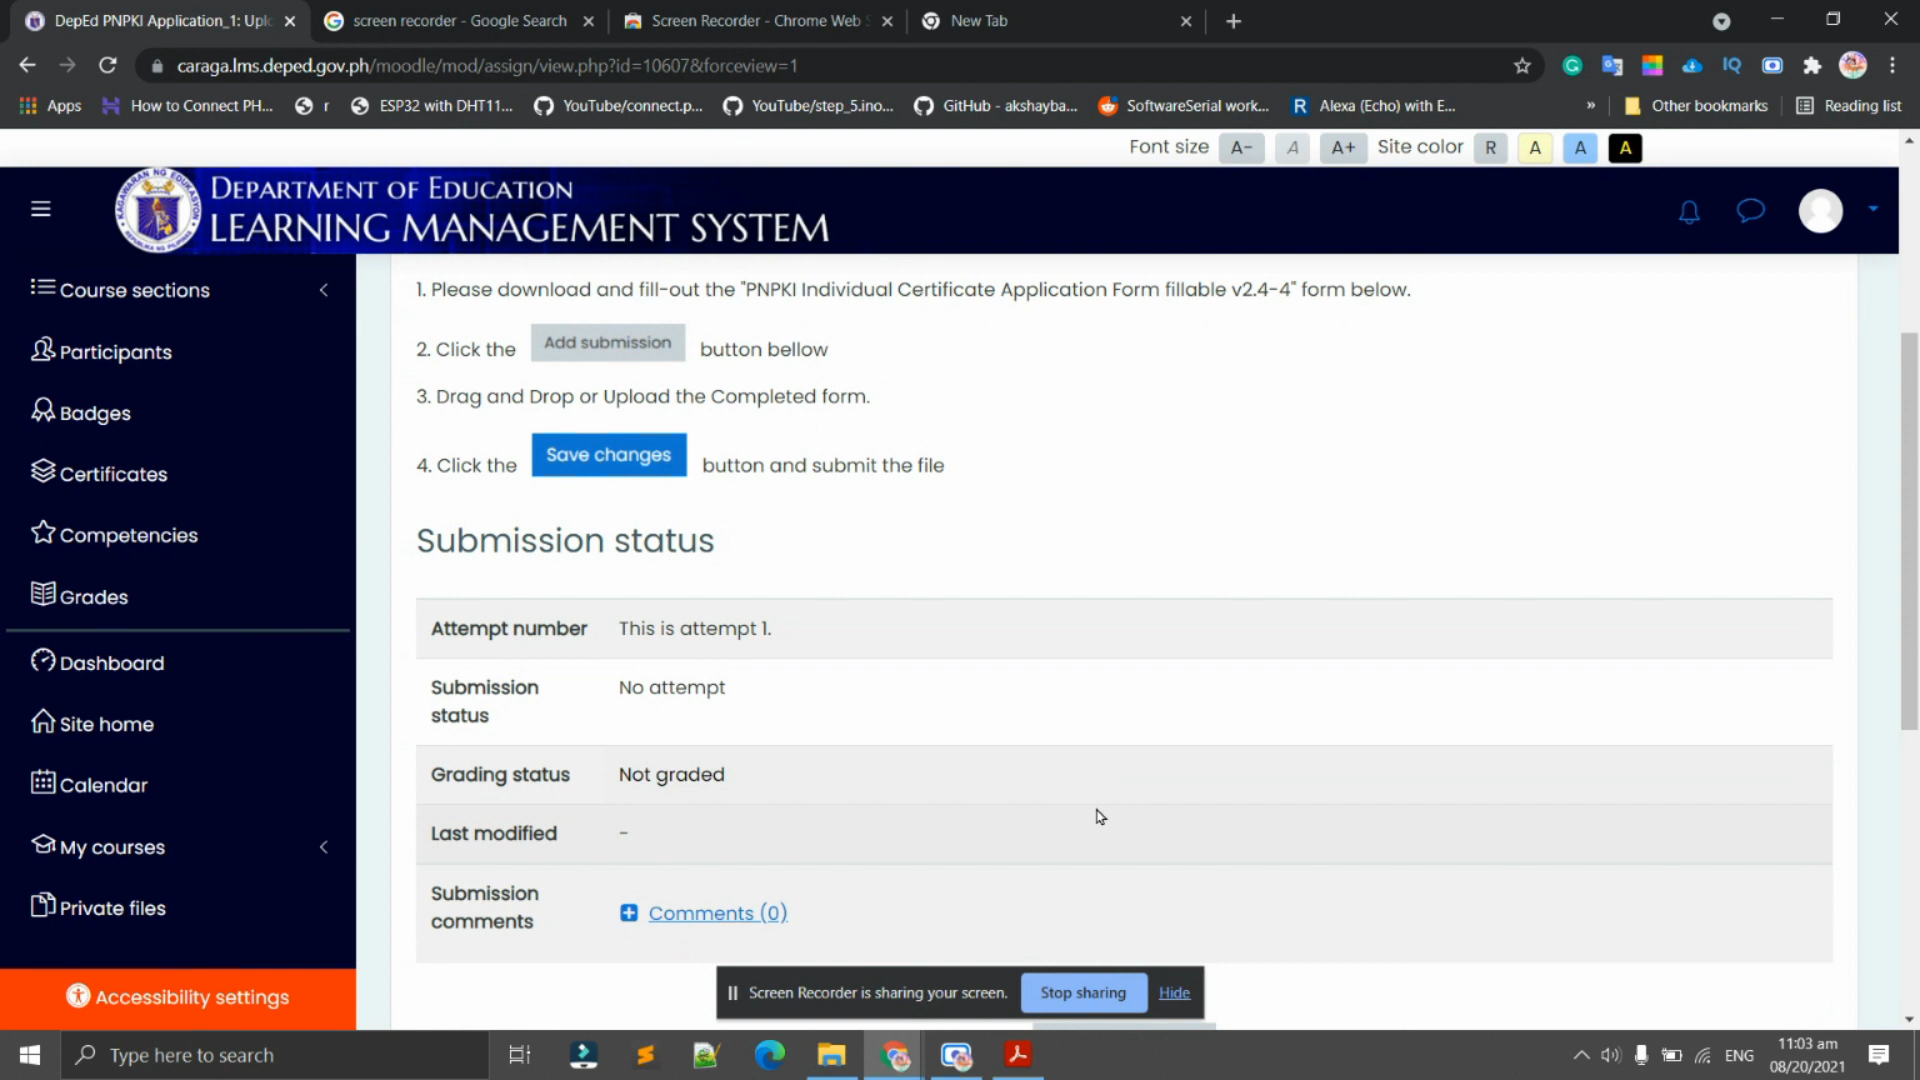 DepEd PNPKI Application_1: Uplo
screen recorder - Google Search
Screen Recorder - Chrome Web S
New Tab
caraga.lms.deped.gov.ph/moodle/mod/assign/view.php?id=10607&forceview=1
Apps
How to Connect PH...
r
ESP32 with DHT11...
YouTube/connect.p...
YouTube/step_5.ino...
GitHub - akshayba...
SoftwareSerial work...
Alexa (Echo) with E...
»
Other bookmarks
Reading list
Font size A- A A+ Site color R A A A
DEPARTMENT OF EDUCATION
LEARNING MANAGEMENT SYSTEM
Course sections
Participants
Badges
Certificates
Competencies
Grades
Dashboard
Site home
Calendar
My courses
Private files
Accessibility settings
1. Please download and fill-out the "PNPKI Individual Certificate Application Form fillable v2.4-4" form below.
2. Click the Add submission button bellow
3. Drag and Drop or Upload the Completed form.
4. Click the Save changes button and submit the file
Submission status
Attempt number This is attempt 1.
Submission status No attempt
Grading status Not graded
Last modified -
Submission comments Comments (0)
Screen Recorder is sharing your screen. Stop sharing Hide
Type here to search
ENG
11:03 am
08/20/2021